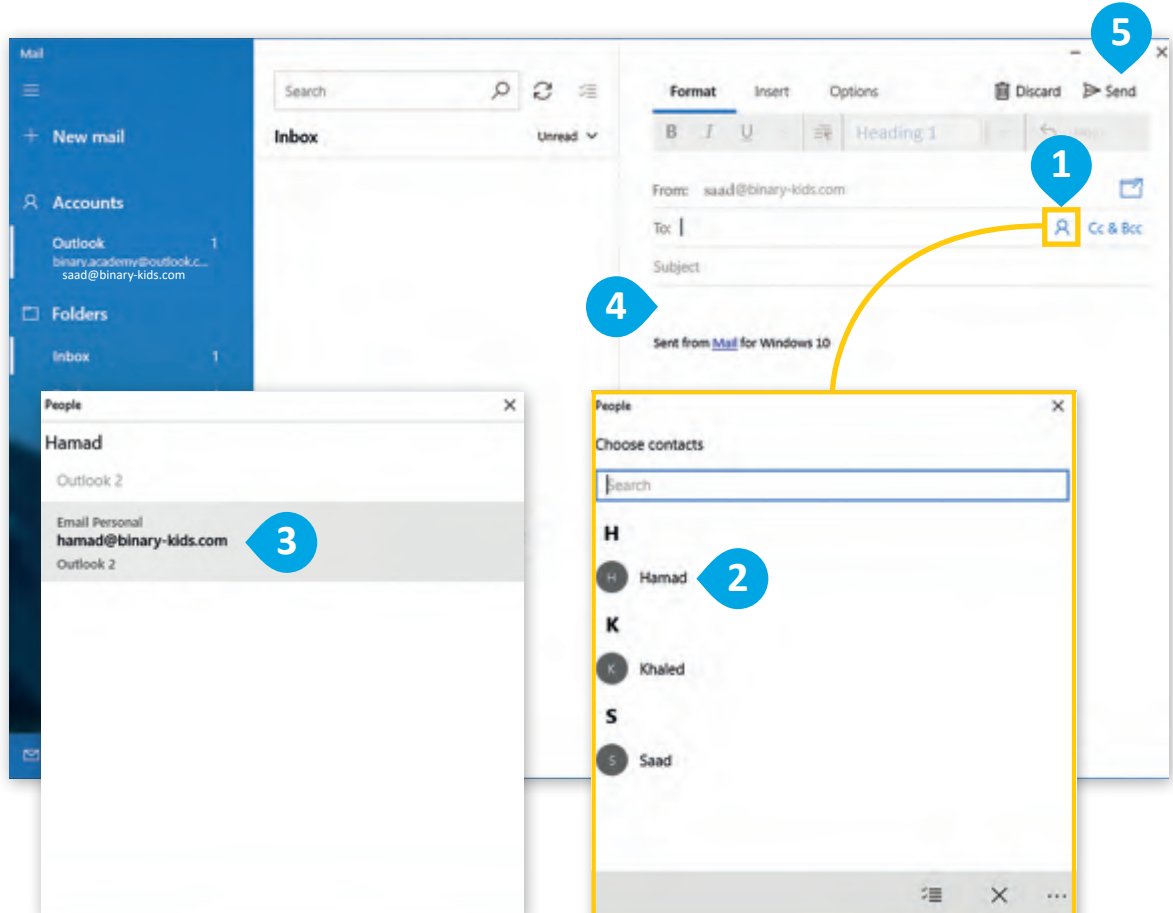 5
Mail
Search
Format Insert Options Discard Send
+ New mail
Inbox
Unread
B I U Heading 1
1
Accounts
From: saad@binary-kids.com
Outlook 1
To: Cc & Bcc
binary.academy@outlook.c...
saad@binary-kids.com
Subject
4
Folders
Sent from Mail for Windows 10
Inbox 1
People
Hamad
Outlook 2
Email Personal
hamad@binary-kids.com
3
Outlook 2
People
Choose contacts
Search
H
H Hamad
2
K
K Khaled
S
S Saad
...